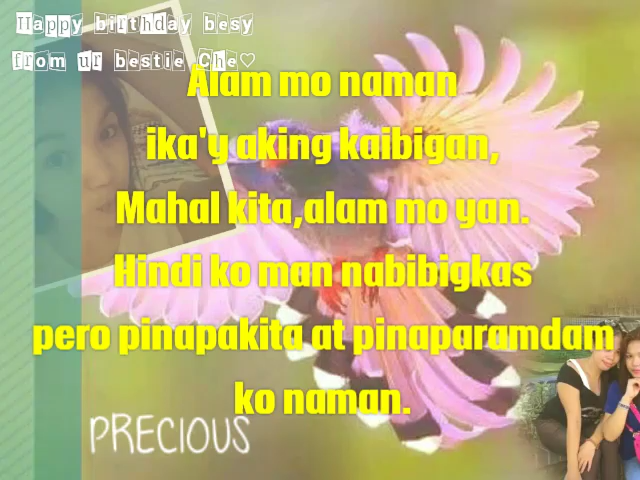 Happy birthday besy
from ur bestie Che♡
Alam mo naman
ika'y aking kaibigan,
Mahal kita,alam mo yan.
Hindi ko man nabibigkas
pero pinapakita at pinaparamdam
ko naman.
PRECIOUS